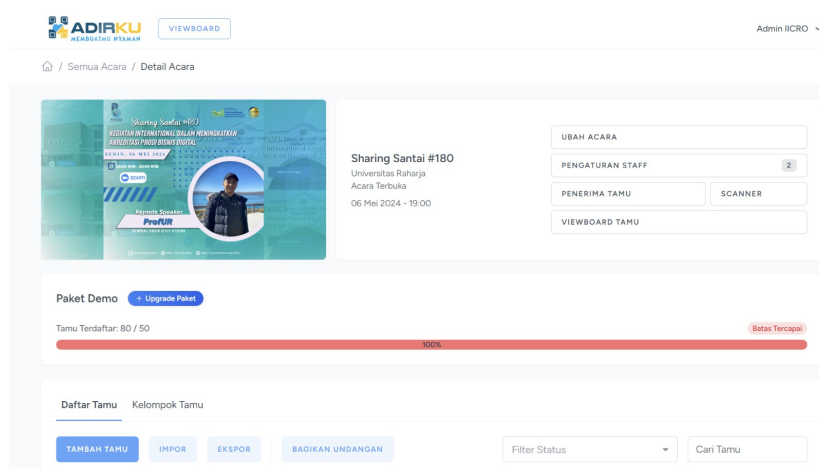 ADIRKU
MEMBUATMU NYAMAN
VIEWBOARD
Admin IICRO
/ Semua Acara / Detail Acara
Sharing Santai #180
KEGIATAN INTERNATIONAL DALAM MENINGKATKAN
AKREDITASI PRODI BISNIS DIGITAL
SENIN, 06 MEI 2024
zoom
Keynote Speaker
ProfUR
Sharing Santai #180
Universitas Raharja
Acara Terbuka
06 Mei 2024 - 19:00
UBAH ACARA
PENGATURAN STAFF 2
PENERIMA TAMU
SCANNER
VIEWBOARD TAMU
Paket Demo
+ Upgrade Paket
Tamu Terdaftar: 80 / 50
Batas Tercapai
100%
Daftar Tamu Kelompok Tamu
TAMBAH TAMU IMPOR EKSPOR BAGIKAN UNDANGAN
Filter Status
Cari Tamu